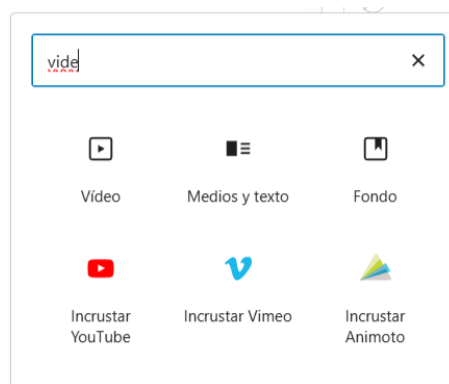 vide
Vídeo
Medios y texto
Fondo
Incrustar
YouTube
Incrustar Vimeo
Incrustar
Animoto